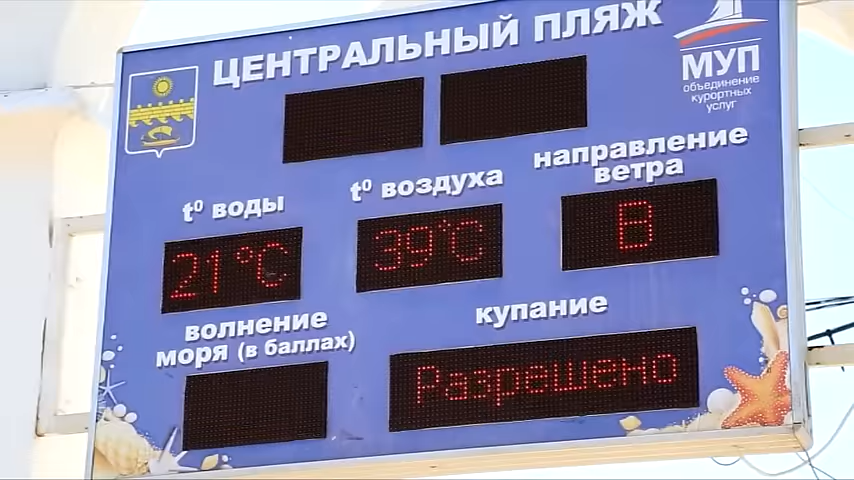 ЦЕНТРАЛЬНЫЙ ПЛЯЖ
МУП
объединение
курортных
услуг
t⁰ воды
t⁰ воздуха
направление
ветра
21 °C
39°C
В
волнение
моря (в баллах)
купание
Разрешено